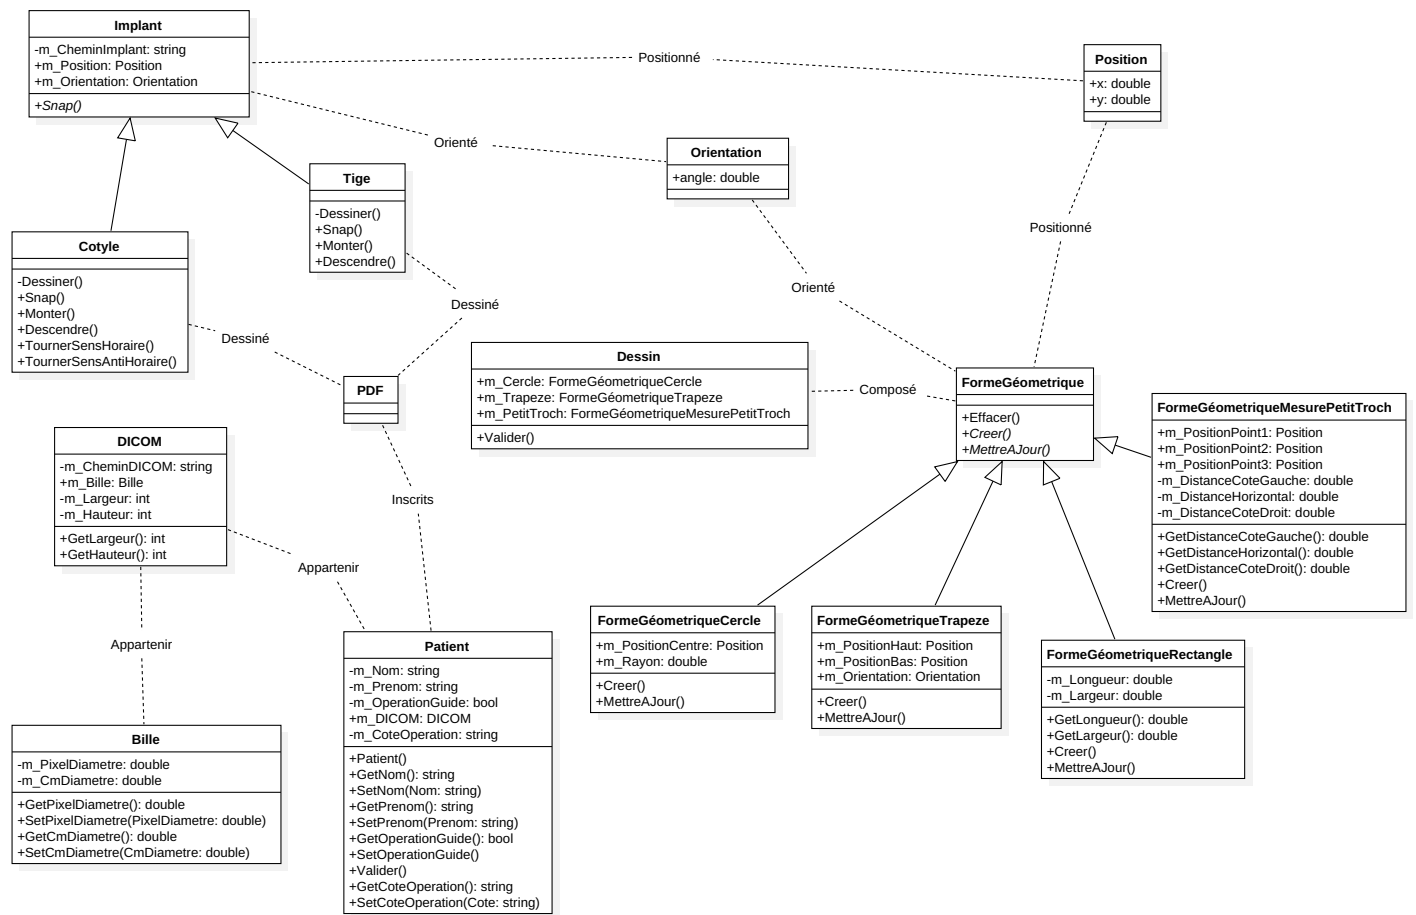 Implant
-m_CheminImplant: string
+m_Position: Position
+m_Orientation: Orientation
+Snap()
Positionné
Position
+x: double
+y: double
Orienté
Orientation
+angle: double
Tige
-Dessiner()
+Snap()
+Monter()
+Descendre()
Cotyle
-Dessiner()
+Snap()
+Monter()
+Descendre()
+TournerSensHoraire()
+TournerSensAntiHoraire()
Positionné
Orienté
Dessiné
Dessiné
PDF
Dessin
+m_Cercle: FormeGéometriqueCercle
+m_Trapeze: FormeGéometriqueTrapeze
+m_PetitTroch: FormeGéometriqueMesurePetitTroch
+Valider()
Composé
FormeGéometrique
+Effacer()
+Creer()
+MettreAJour()
FormeGéometriqueMesurePetitTroch
+m_PositionPoint1: Position
+m_PositionPoint2: Position
+m_PositionPoint3: Position
-m_DistanceCoteGauche: double
-m_DistanceHorizontal: double
-m_DistanceCoteDroit: double
+GetDistanceCoteGauche(): double
+GetDistanceHorizontal(): double
+GetDistanceCoteDroit(): double
+Creer()
+MettreAJour()
DICOM
-m_CheminDICOM: string
+m_Bille: Bille
-m_Largeur: int
-m_Hauteur: int
+GetLargeur(): int
+GetHauteur(): int
Inscrits
Appartenir
Appartenir
FormeGéometriqueCercle
+m_PositionCentre: Position
+m_Rayon: double
+Creer()
+MettreAJour()
FormeGéometriqueTrapeze
+m_PositionHaut: Position
+m_PositionBas: Position
+m_Orientation: Orientation
+Creer()
+MettreAJour()
FormeGéometriqueRectangle
-m_Longueur: double
-m_Largeur: double
+GetLongueur(): double
+GetLargeur(): double
+Creer()
+MettreAJour()
Patient
-m_Nom: string
-m_Prenom: string
-m_OperationGuide: bool
+m_DICOM: DICOM
-m_CoteOperation: string
+Patient()
+GetNom(): string
+SetNom(Nom: string)
+GetPrenom(): string
+SetPrenom(Prenom: string)
+GetOperationGuide(): bool
+SetOperationGuide()
+Valider()
+GetCoteOperation(): string
+SetCoteOperation(Cote: string)
Bille
-m_PixelDiametre: double
-m_CmDiametre: double
+GetPixelDiametre(): double
+SetPixelDiametre(PixelDiametre: double)
+GetCmDiametre(): double
+SetCmDiametre(CmDiametre: double)